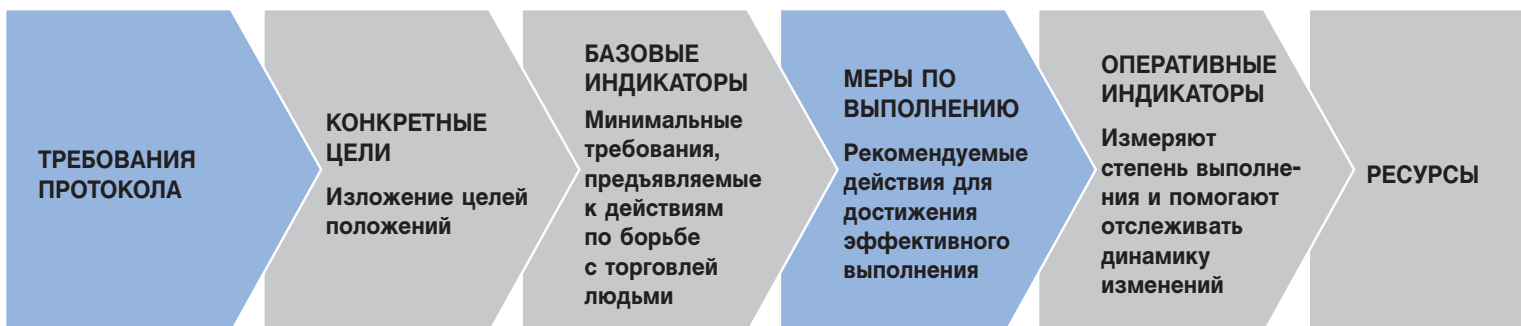 ТРЕБОВАНИЯ
ПРОТОКОЛА
КОНКРЕТНЫЕ
ЦЕЛИ
Изложение целей
положений
БАЗОВЫЕ
ИНДИКАТОРЫ
Минимальные
требования,
предъявляемые
к действиям
по борьбе
с торговлей
людьми
МЕРЫ ПО
ВЫПОЛНЕНИЮ
Рекомендуемые
действия для
достижения
эффективного
выполнения
ОПЕРАТИВНЫЕ
ИНДИКАТОРЫ
Измеряют
степень выполне-
ния и помогают
отслеживать
динамику
изменений
РЕСУРСЫ